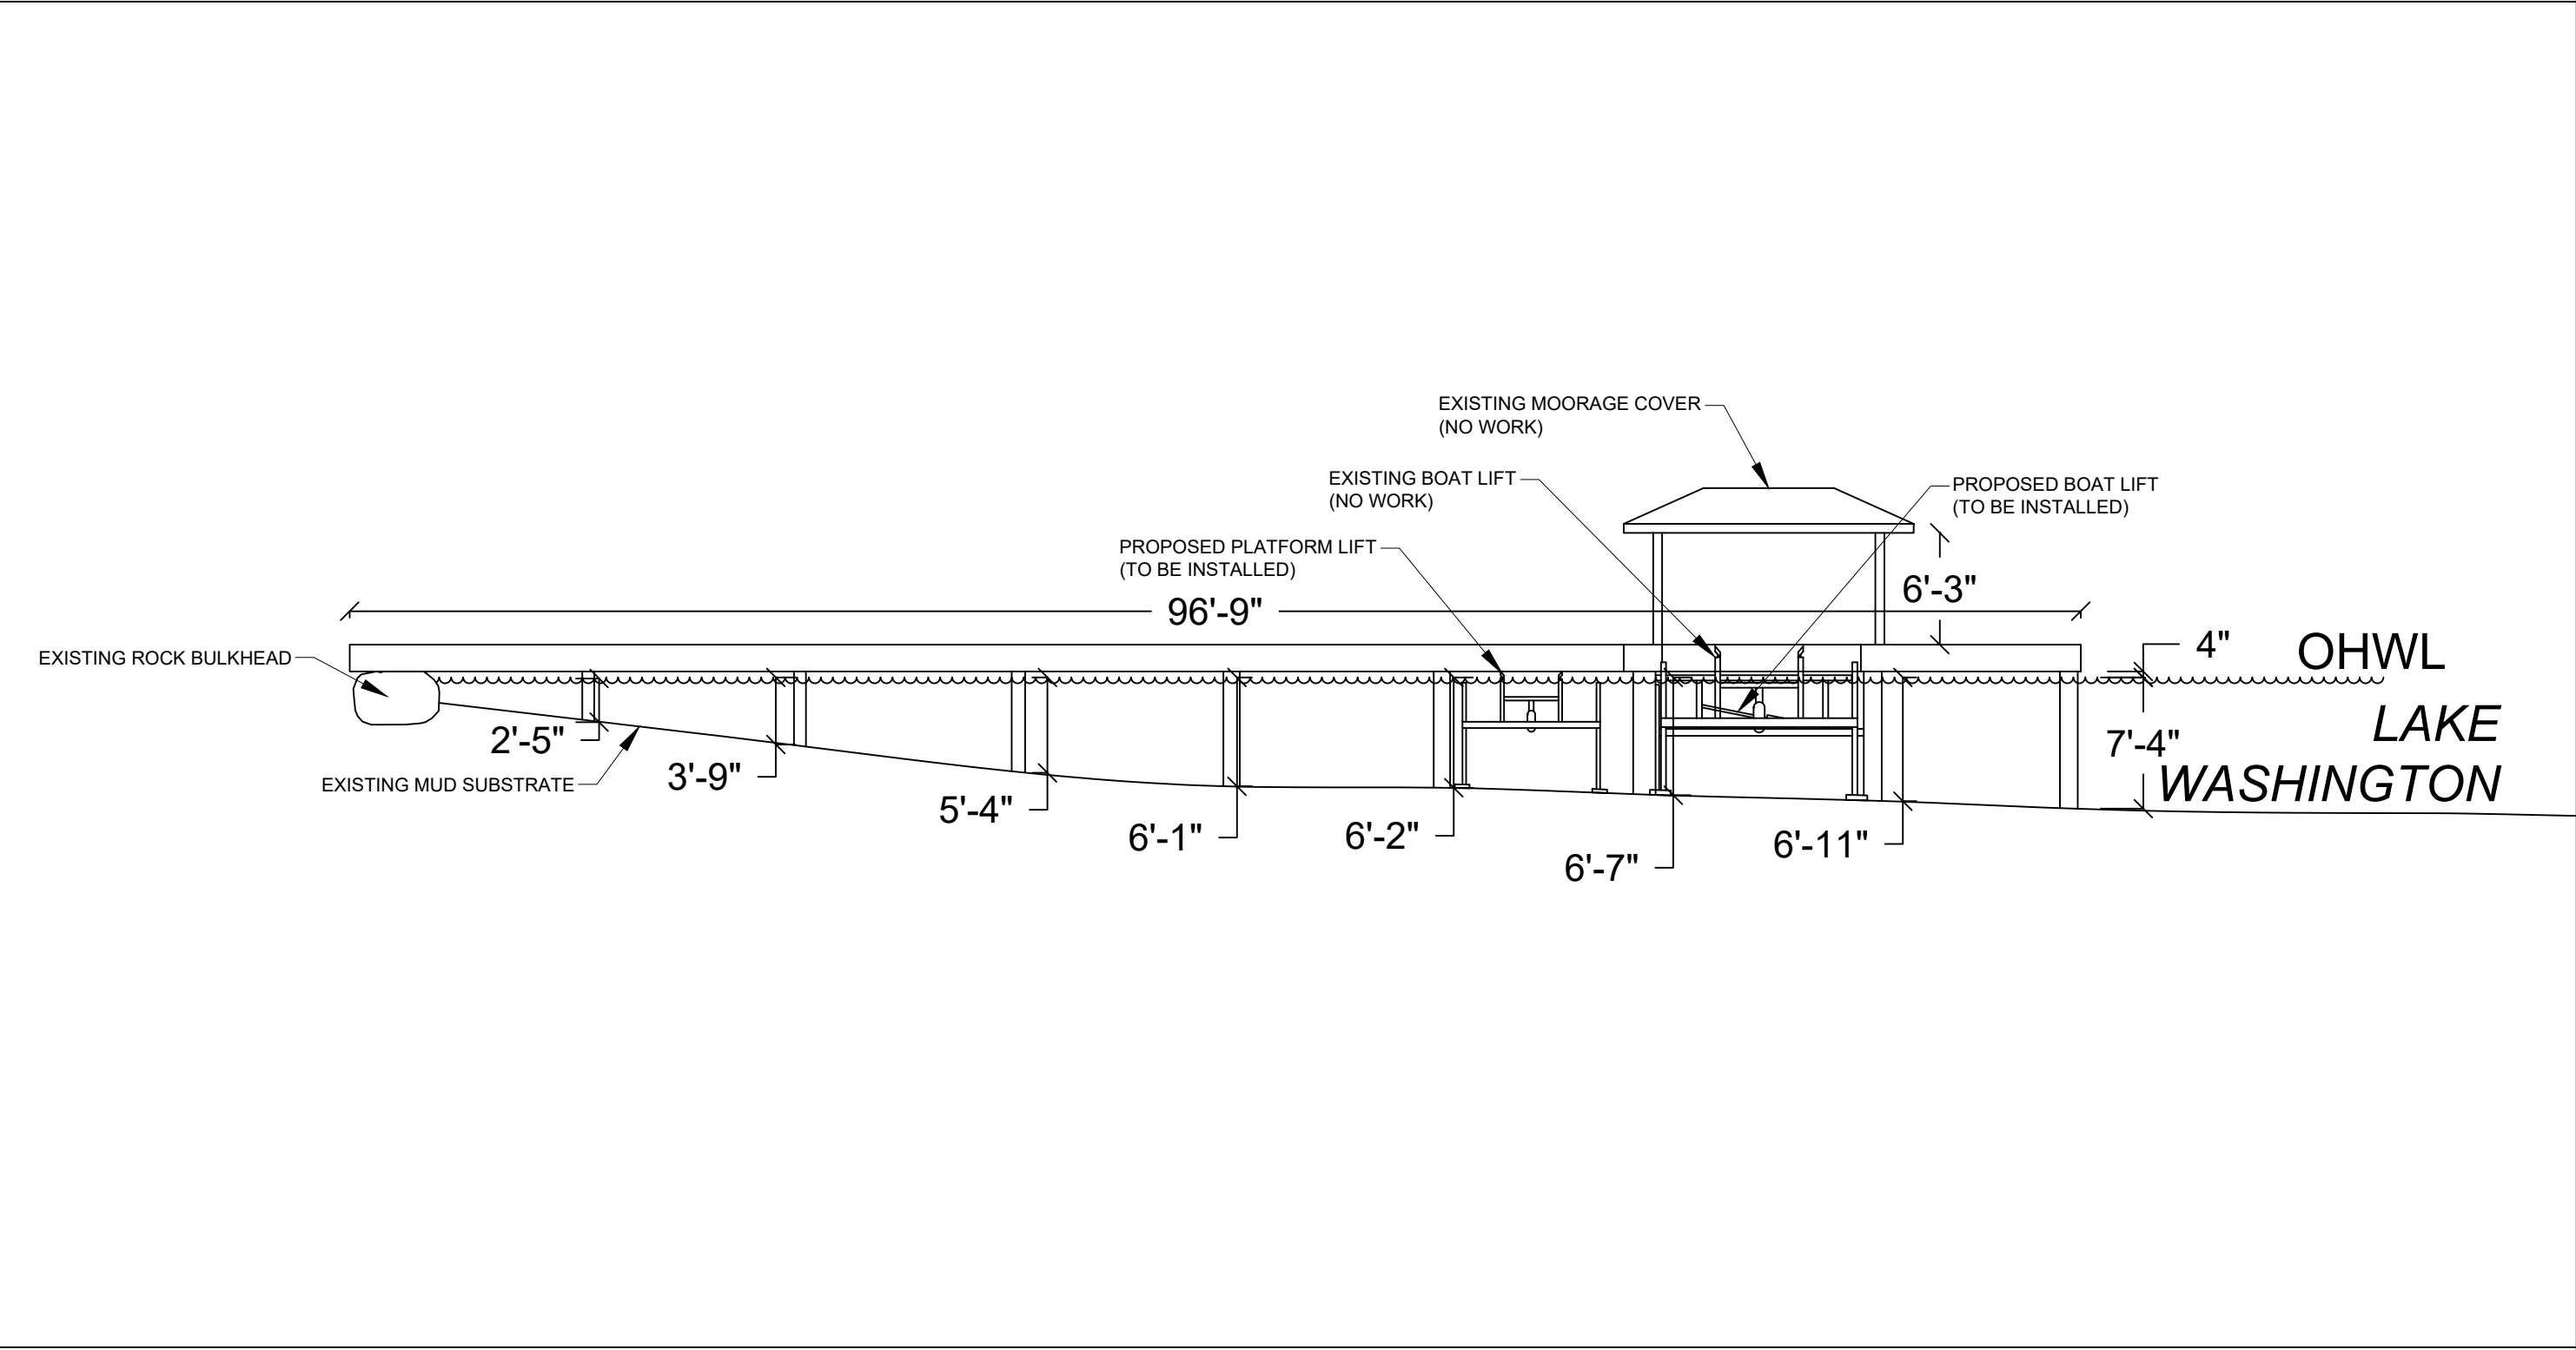 EXISTING MOORAGE COVER
(NO WORK)
EXISTING BOAT LIFT
(NO WORK)
PROPOSED BOAT LIFT
(TO BE INSTALLED)
PROPOSED PLATFORM LIFT
(TO BE INSTALLED)
6'-3"
96'-9"
EXISTING ROCK BULKHEAD
4"
OHWL
LAKE
WASHINGTON
2'-5"
7'-4"
EXISTING MUD SUBSTRATE
3'-9"
5'-4"
6'-1"
6'-2"
6'-7"
6'-11"